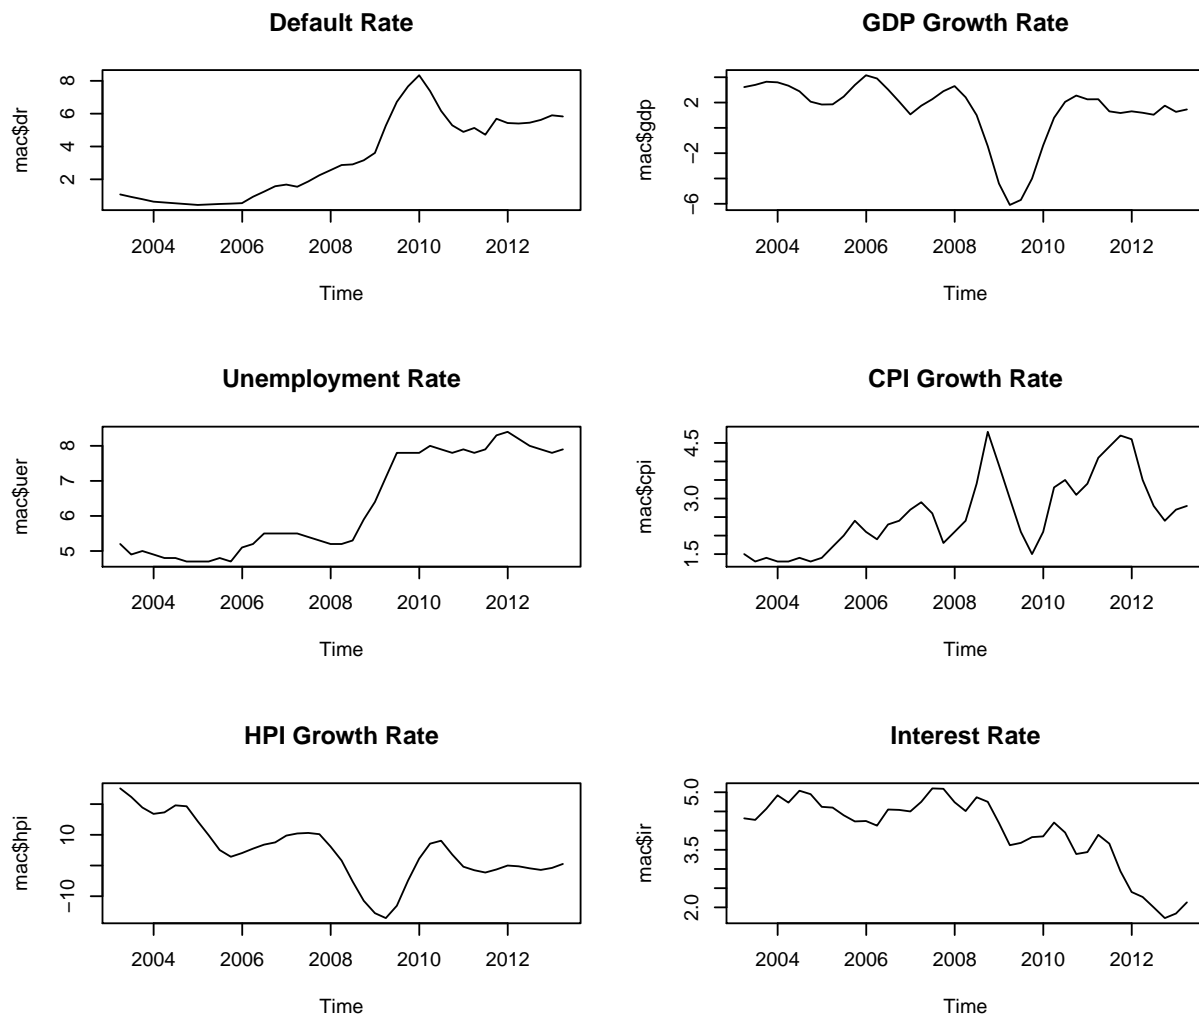 Default Rate
mac$dr
2 4 6 8
2004 2006 2008 2010 2012
Time
GDP Growth Rate
mac$gdp
−6 −2 2
2004 2006 2008 2010 2012
Time
Unemployment Rate
mac$uer
5 6 7 8
2004 2006 2008 2010 2012
Time
CPI Growth Rate
mac$cpi
1.5 3.0 4.5
2004 2006 2008 2010 2012
Time
HPI Growth Rate
mac$hpi
−10 10
2004 2006 2008 2010 2012
Time
Interest Rate
mac$ir
2.0 3.5 5.0
2004 2006 2008 2010 2012
Time